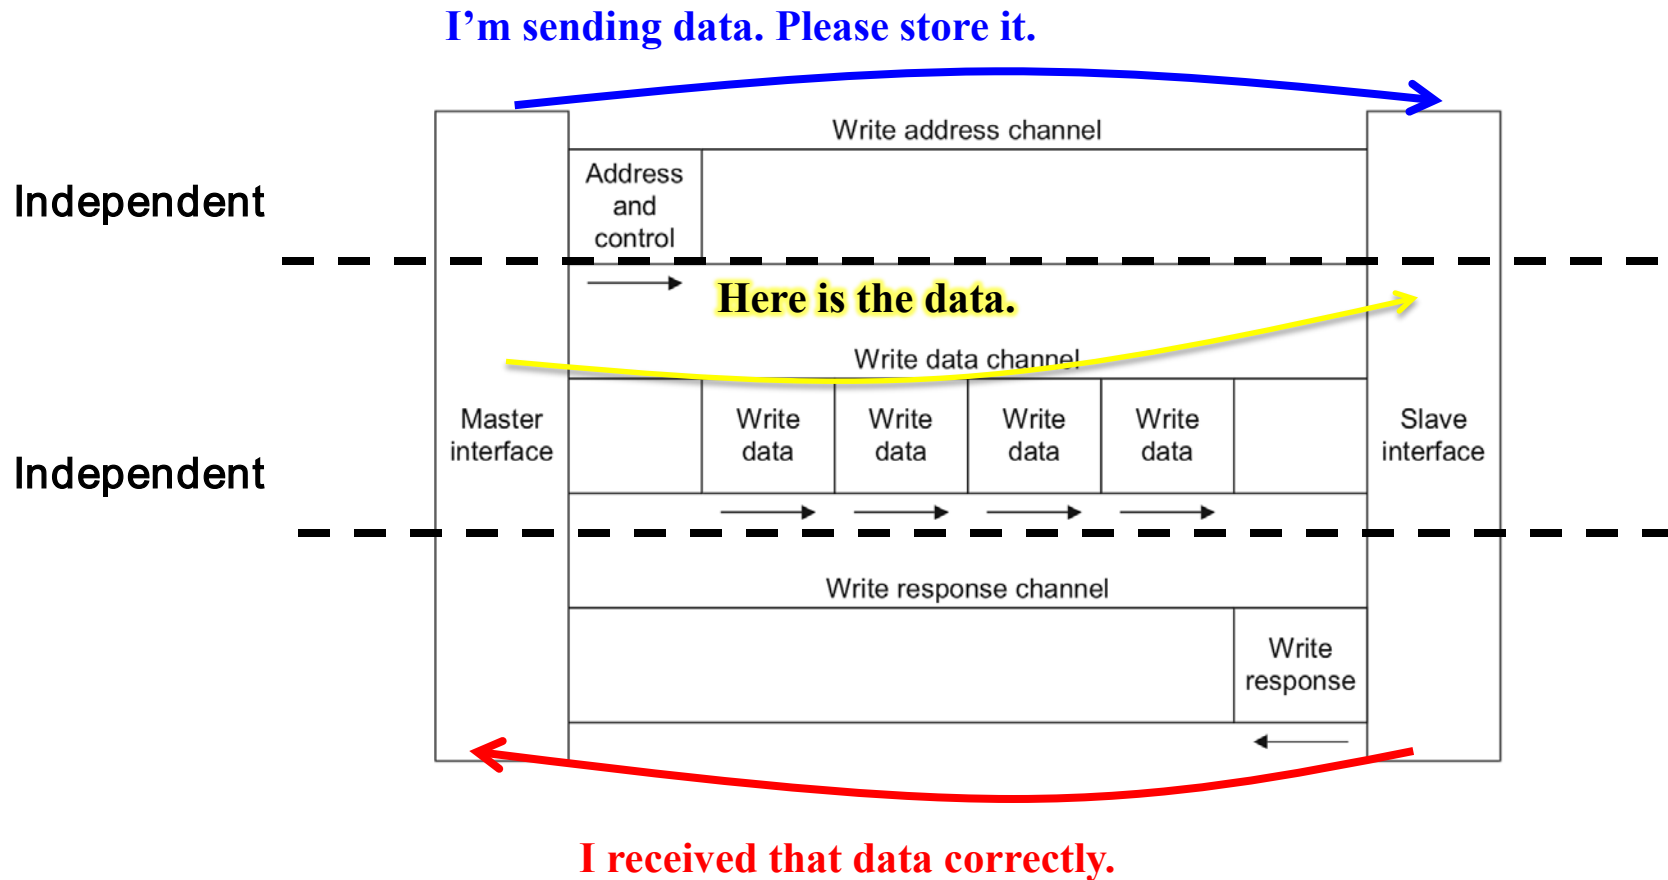 I’m sending data. Please store it.
Write address channel
Independent
Address
and
control
Here is the data.
Write data channel
Master
interface
Write
data
Write
data
Write
data
Write
data
Slave
interface
Independent
Write response channel
Write
response
I received that data correctly.